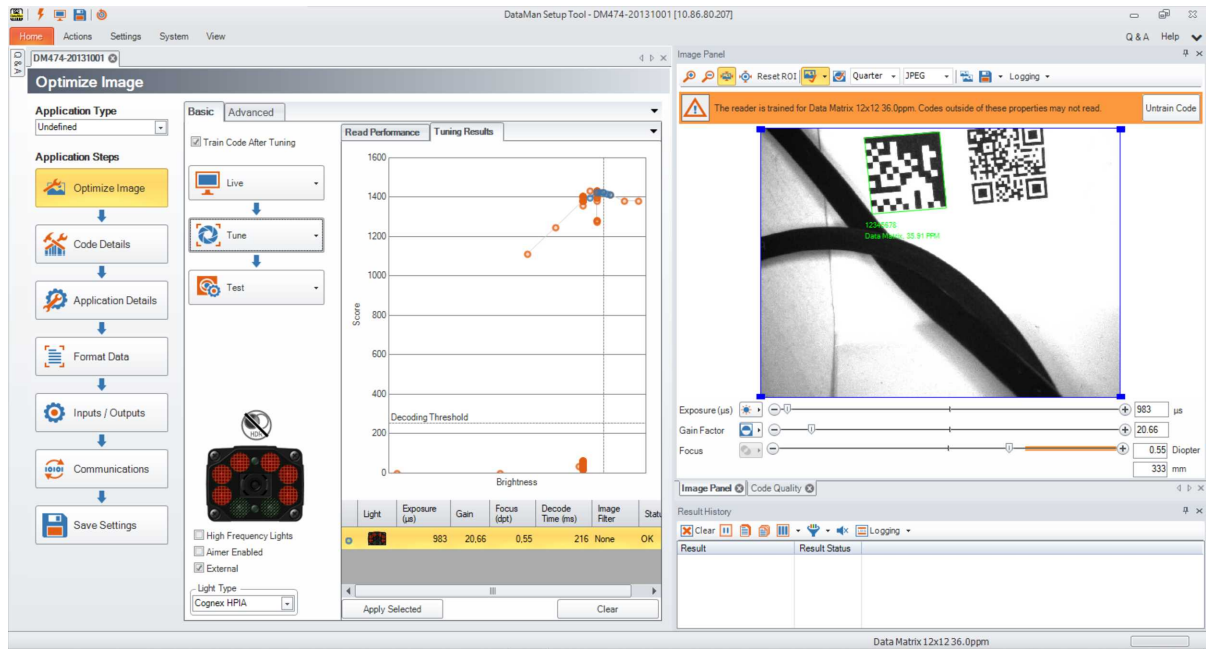 DataMan Setup Tool - DM474-20131001 [10.86.80.207]
Home Actions Settings System View Q & A Help
Q & A
DM474-20131001
Optimize Image
Application Type
Undefined
Application Steps
Optimize Image
Code Details
Application Details
Format Data
Inputs / Outputs
Communications
Save Settings
Basic Advanced
Train Code After Tuning
Live
Tune
Test
HDR
High Frequency Lights
Aimer Enabled
External
Light Type
Cognex HPIA
Read Performance Tuning Results
1600
1400
1200
1000
800
600
400
200
0
Score
Decoding Threshold
Brightness
Light Exposure (µs) Gain Focus (dpt) Decode Time (ms) Image Filter
983 20,66 0,55 216 None OK
Apply Selected Clear
Image Panel
Reset ROI Quarter JPEG Logging
The reader is trained for Data Matrix 12x12 36.0ppm. Codes outside of these properties may not read. Untrain Code
12345678
Data Matrix, 35.91 PPM
Exposure (µs) 983 µs
Gain Factor 20.66
Focus 0.55 Diopter
333 mm
Image Panel Code Quality
Result History
Clear Logging
Result Result Status
Data Matrix 12x12 36.0ppm